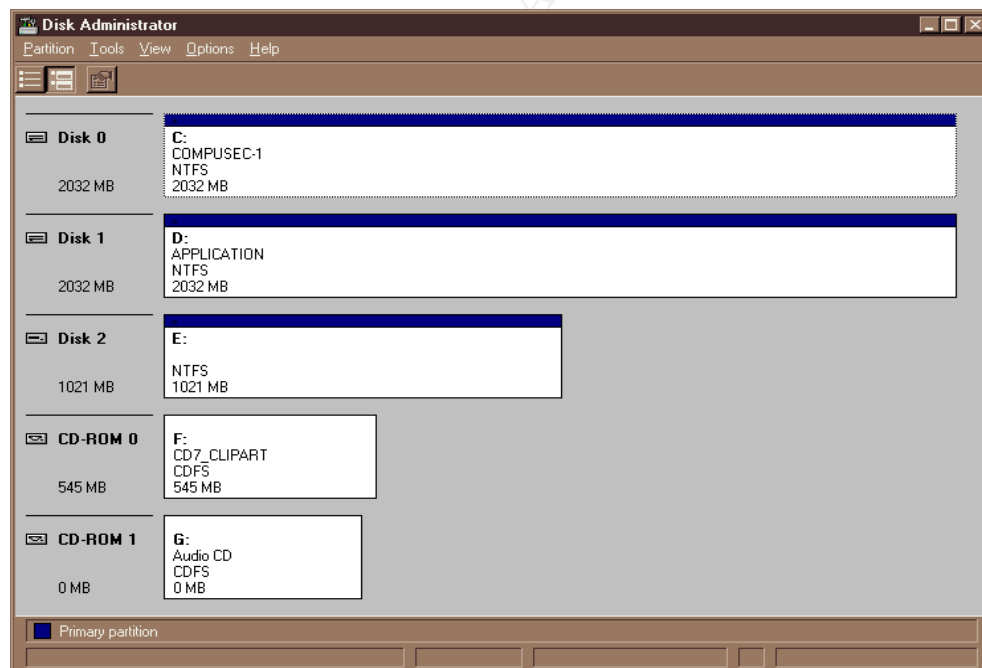 Disk Administrator
Partition Tools View Options Help
Disk 0
2032 MB
C:
COMPUSEC-1
NTFS
2032 MB
Disk 1
2032 MB
D:
APPLICATION
NTFS
2032 MB
Disk 2
1021 MB
E:
NTFS
1021 MB
CD-ROM 0
545 MB
F:
CD7_CLIPART
CDFS
545 MB
CD-ROM 1
0 MB
G:
Audio CD
CDFS
0 MB
Primary partition